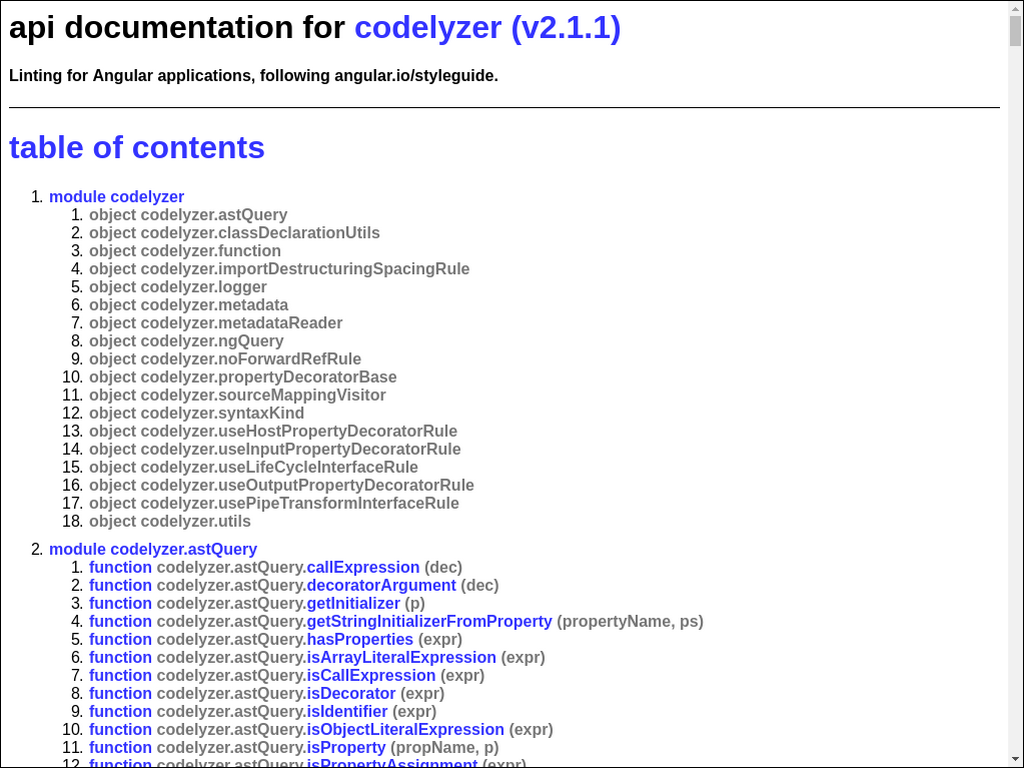 api documentation for codelyzer (v2.1.1)
Linting for Angular applications, following angular.io/styleguide.
table of contents
1. module codelyzer
1. object codelyzer.astQuery
2. object codelyzer.classDeclarationUtils
3. object codelyzer.function
4. object codelyzer.importDestructuringSpacingRule
5. object codelyzer.logger
6. object codelyzer.metadata
7. object codelyzer.metadataReader
8. object codelyzer.ngQuery
9. object codelyzer.noForwardRefRule
10. object codelyzer.propertyDecoratorBase
11. object codelyzer.sourceMappingVisitor
12. object codelyzer.syntaxKind
13. object codelyzer.useHostPropertyDecoratorRule
14. object codelyzer.useInputPropertyDecoratorRule
15. object codelyzer.useLifeCycleInterfaceRule
16. object codelyzer.useOutputPropertyDecoratorRule
17. object codelyzer.usePipeTransformInterfaceRule
18. object codelyzer.utils
2. module codelyzer.astQuery
1. function codelyzer.astQuery.callExpression (dec)
2. function codelyzer.astQuery.decoratorArgument (dec)
3. function codelyzer.astQuery.getInitializer (p)
4. function codelyzer.astQuery.getStringInitializerFromProperty (propertyName, ps)
5. function codelyzer.astQuery.hasProperties (expr)
6. function codelyzer.astQuery.isArrayLiteralExpression (expr)
7. function codelyzer.astQuery.isCallExpression (expr)
8. function codelyzer.astQuery.isDecorator (expr)
9. function codelyzer.astQuery.isIdentifier (expr)
10. function codelyzer.astQuery.isObjectLiteralExpression (expr)
11. function codelyzer.astQuery.isProperty (propName, p)
12. function codelyzer.astQuery.isPropertyAssignment (expr)